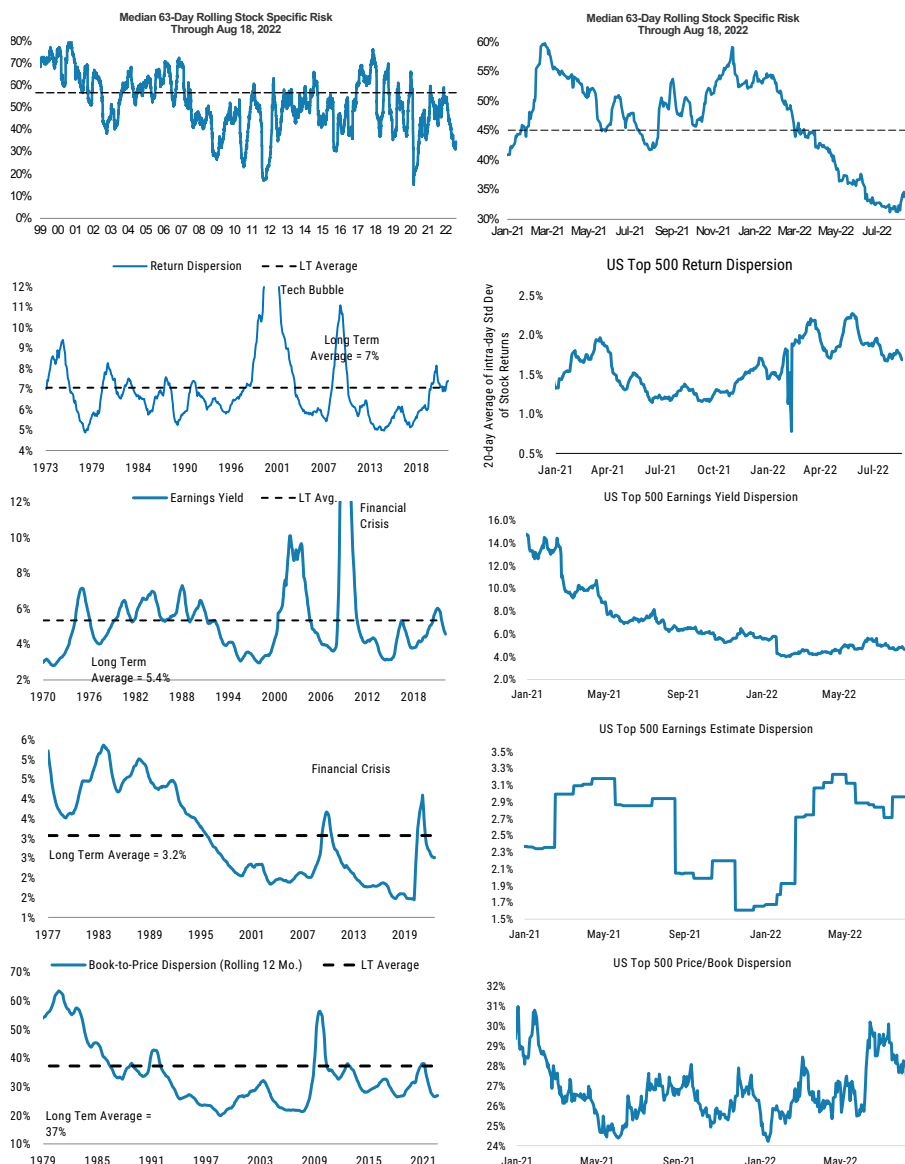 Median 63-Day Rolling Stock Specific Risk
Through Aug 18, 2022
80%
70%
60%
50%
40%
30%
20%
10%
0%
99 00 01 02 03 04 05 06 07 08 09 10 11 12 13 14 15 16 17 18 19 20 21 22
Median 63-Day Rolling Stock Specific Risk
Through Aug 18, 2022
60%
55%
50%
45%
40%
35%
30%
Jan-21 Mar-21 May-21 Jul-21 Sep-21 Nov-21 Jan-22 Mar-22 May-22 Jul-22
Return Dispersion LT Average
12%
11%
10%
9%
8%
7%
6%
5%
4%
Tech Bubble
Long Term
Average = 7%
1973 1979 1984 1990 1996 2001 2007 2013 2018
US Top 500 Return Dispersion
20-day Average of intra-day Std Dev
of Stock Returns
2.5%
2.0%
1.5%
1.0%
0.5%
Jan-21 Apr-21 Jul-21 Oct-21 Jan-22 Apr-22 Jul-22
Earnings Yield LT Avg.
12%
10%
8%
6%
4%
2%
Financial
Crisis
Long Term
Average = 5.4%
1970 1976 1982 1988 1994 2000 2006 2012 2018
US Top 500 Earnings Yield Dispersion
16.0%
14.0%
12.0%
10.0%
8.0%
6.0%
4.0%
2.0%
Jan-21 May-21 Sep-21 Jan-22 May-22
6%
5%
5%
4%
4%
3%
3%
2%
2%
1%
Financial Crisis
Long Term Average = 3.2%
1977 1983 1989 1995 2001 2007 2013 2019
US Top 500 Earnings Estimate Dispersion
3.5%
3.3%
3.1%
2.9%
2.7%
2.5%
2.3%
2.1%
1.9%
1.7%
1.5%
Jan-21 May-21 Sep-21 Jan-22 May-22
Book-to-Price Dispersion (Rolling 12 Mo.) LT Average
70%
60%
50%
40%
30%
20%
10%
Long Tem Average =
37%
1979 1985 1991 1997 2003 2009 2015 2021
US Top 500 Price/Book Dispersion
32%
31%
30%
29%
28%
27%
26%
25%
24%
Jan-21 May-21 Sep-21 Jan-22 May-22